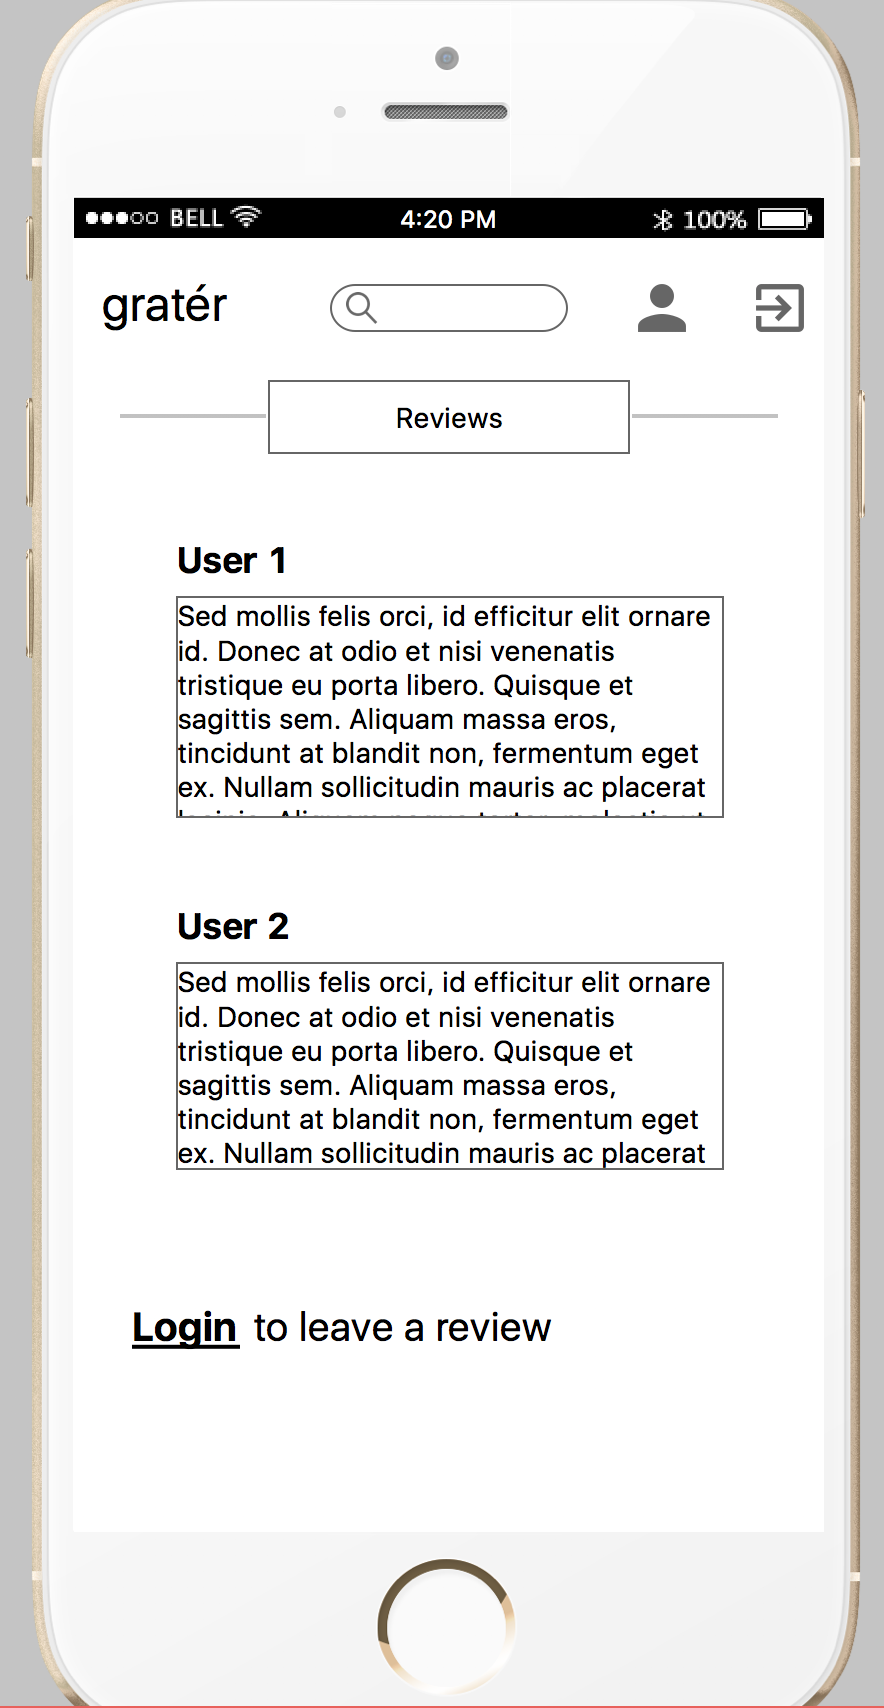 BELL 4:20 PM 100%
gratér
Reviews
User 1
Sed mollis felis orci, id efficitur elit ornare
id. Donec at odio et nisi venenatis
tristique eu porta libero. Quisque et
sagittis sem. Aliquam massa eros,
tincidunt at blandit non, fermentum eget
ex. Nullam sollicitudin mauris ac placerat
User 2
Sed mollis felis orci, id efficitur elit ornare
id. Donec at odio et nisi venenatis
tristique eu porta libero. Quisque et
sagittis sem. Aliquam massa eros,
tincidunt at blandit non, fermentum eget
ex. Nullam sollicitudin mauris ac placerat
Login to leave a review